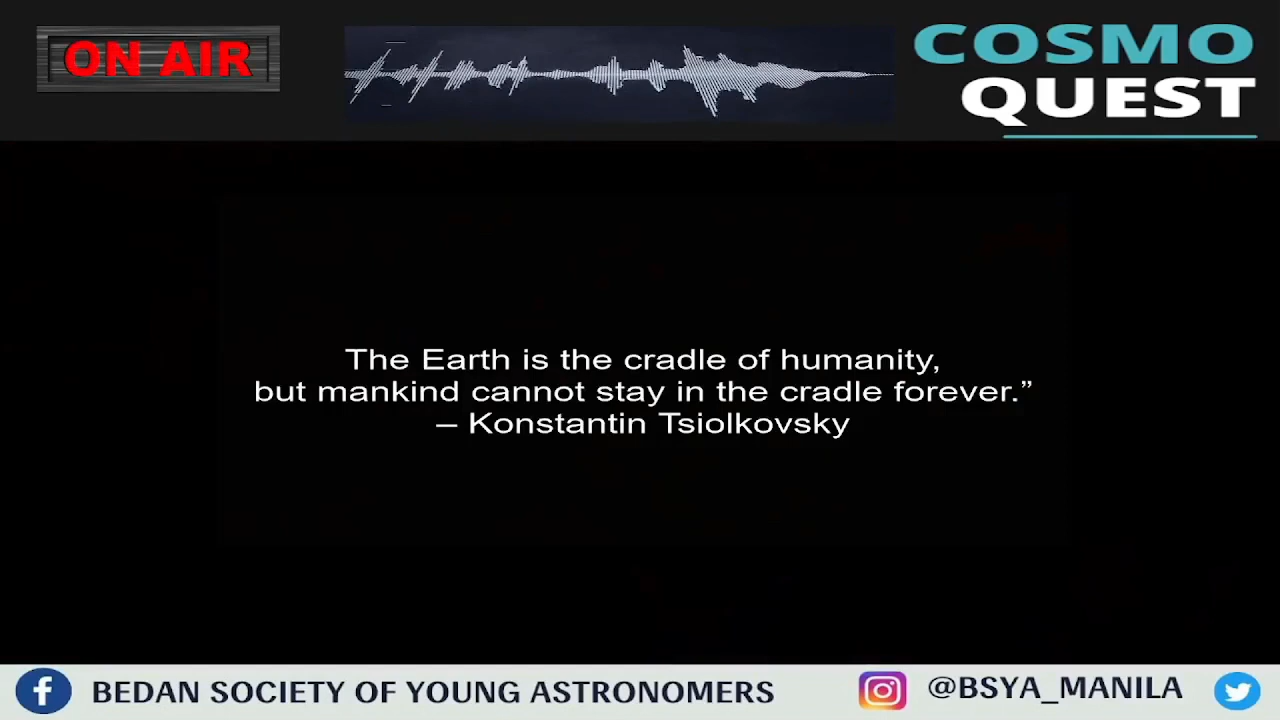 ON AIR
COSMO
QUEST
The Earth is the cradle of humanity,
but mankind cannot stay in the cradle forever.”
– Konstantin Tsiolkovsky
BEDAN SOCIETY OF YOUNG ASTRONOMERS
@BSYA_MANILA